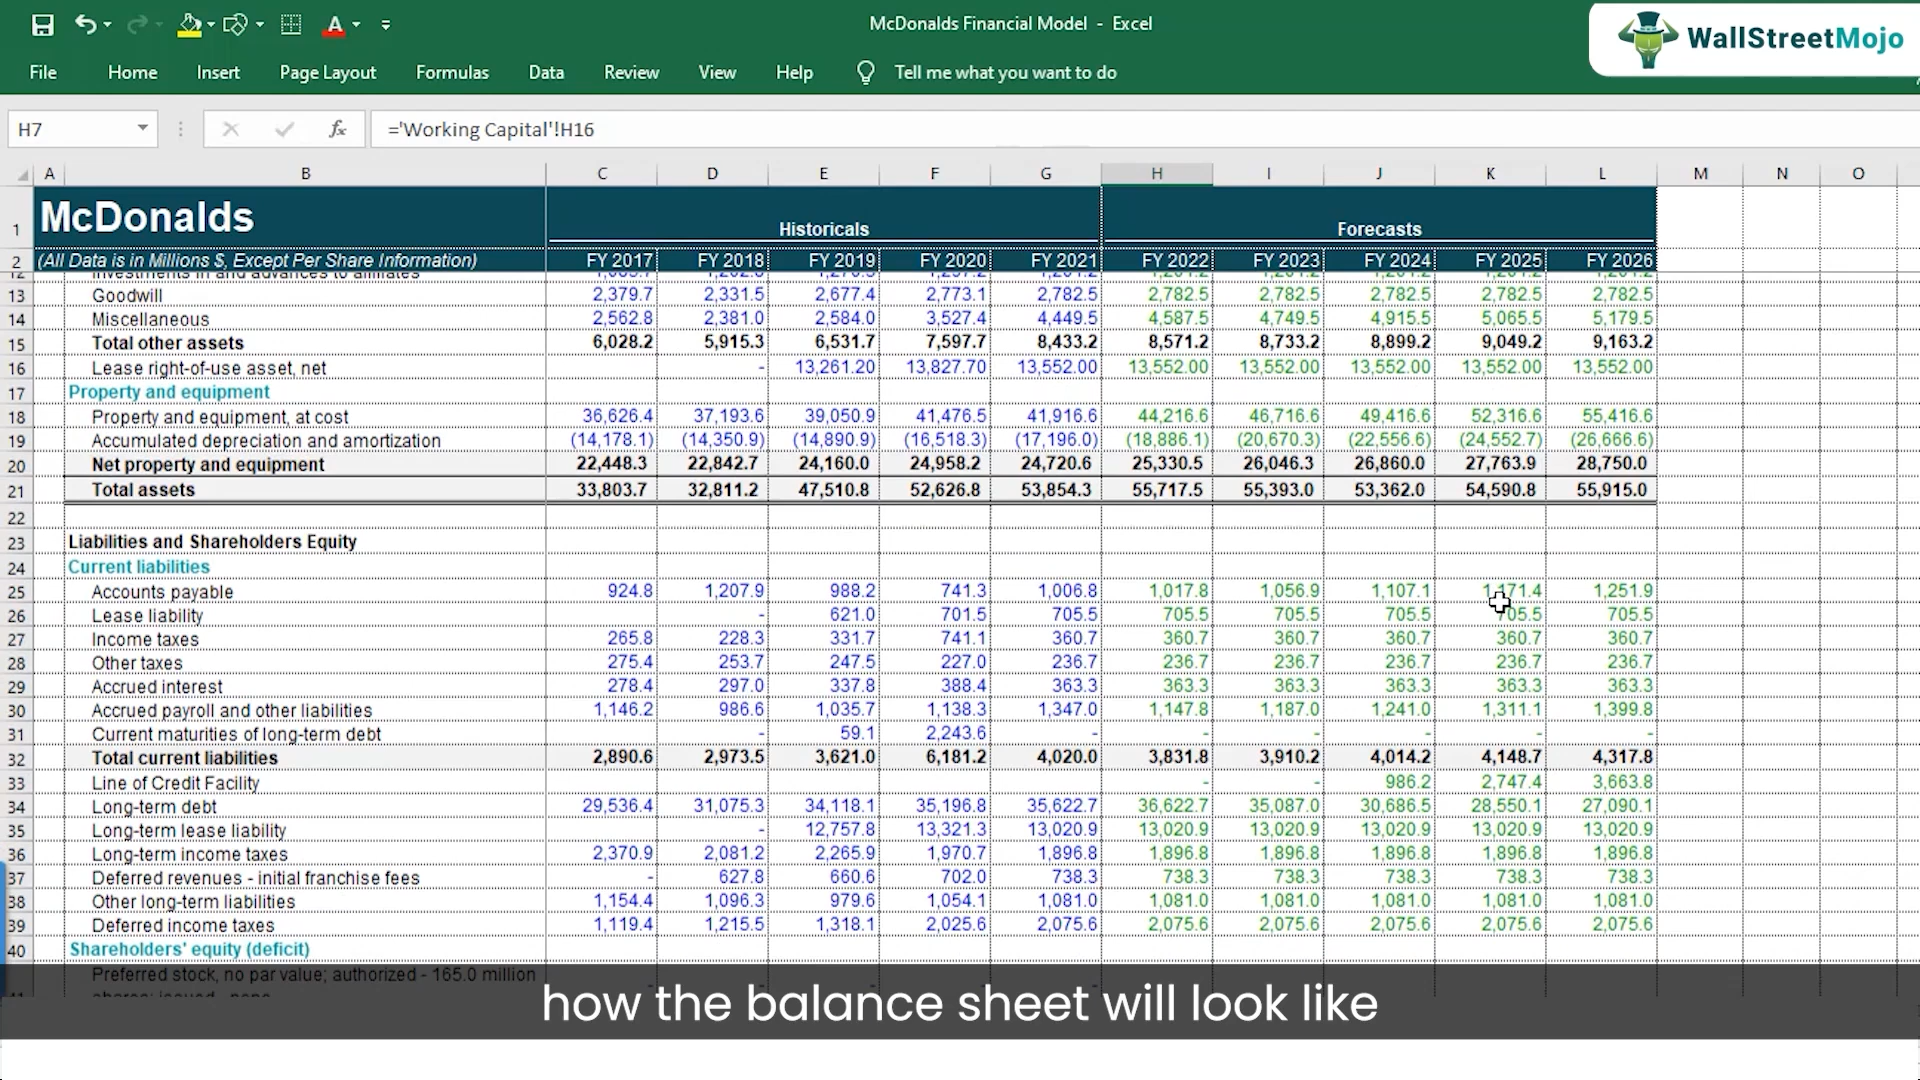 McDonalds Financial Model - Excel
WallStreetMojo
File Home Insert Page Layout Formulas Data Review View Help Tell me what you want to do
H7 fx ='Working Capital'!H16
A B C D E F G H I J K L M N O
1 McDonalds Historicals Forecasts
2 (All Data is in Millions $, Except Per Share Information) FY 2017 FY 2018 FY 2019 FY 2020 FY 2021 FY 2022 FY 2023 FY 2024 FY 2025 FY 2026
12 Investments in and advances to affiliates
13 Goodwill 2,379.7 2,331.5 2,677.4 2,773.1 2,782.5 2,782.5 2,782.5 2,782.5 2,782.5 2,782.5
14 Miscellaneous 2,562.8 2,381.0 2,584.0 3,527.4 4,449.5 4,587.5 4,749.5 4,915.5 5,065.5 5,179.5
15 Total other assets 6,028.2 5,915.3 6,531.7 7,597.7 8,433.2 8,571.2 8,733.2 8,899.2 9,049.2 9,163.2
16 Lease right-of-use asset, net - 13,261.20 13,827.70 13,552.00 13,552.00 13,552.00 13,552.00 13,552.00 13,552.00
17 Property and equipment
18 Property and equipment, at cost 36,626.4 37,193.6 39,050.9 41,476.5 41,916.6 44,216.6 46,716.6 49,416.6 52,316.6 55,416.6
19 Accumulated depreciation and amortization (14,178.1) (14,350.9) (14,890.9) (16,518.3) (17,196.0) (18,886.1) (20,670.3) (22,556.6) (24,552.7) (26,666.6)
20 Net property and equipment 22,448.3 22,842.7 24,160.0 24,958.2 24,720.6 25,330.5 26,046.3 26,860.0 27,763.9 28,750.0
21 Total assets 33,803.7 32,811.2 47,510.8 52,626.8 53,854.3 55,717.5 55,393.0 53,362.0 54,590.8 55,915.0
22
23 Liabilities and Shareholders Equity
24 Current liabilities
25 Accounts payable 924.8 1,207.9 988.2 741.3 1,006.8 1,017.8 1,056.9 1,107.1 1,171.4 1,251.9
26 Lease liability - 621.0 701.5 705.5 705.5 705.5 705.5 705.5 705.5
27 Income taxes 265.8 228.3 331.7 741.1 360.7 360.7 360.7 360.7 360.7 360.7
28 Other taxes 275.4 253.7 247.5 227.0 236.7 236.7 236.7 236.7 236.7 236.7
29 Accrued interest 278.4 297.0 337.8 388.4 363.3 363.3 363.3 363.3 363.3 363.3
30 Accrued payroll and other liabilities 1,146.2 986.6 1,035.7 1,138.3 1,347.0 1,147.8 1,187.0 1,241.0 1,311.1 1,399.8
31 Current maturities of long-term debt - 59.1 2,243.6 - - - - - -
32 Total current liabilities 2,890.6 2,973.5 3,621.0 6,181.2 4,020.0 3,831.8 3,910.2 4,014.2 4,148.7 4,317.8
33 Line of Credit Facility - - 986.2 2,747.4 3,663.8
34 Long-term debt 29,536.4 31,075.3 34,118.1 35,196.8 35,622.7 36,622.7 35,087.0 30,686.5 28,550.1 27,090.1
35 Long-term lease liability - 12,757.8 13,321.3 13,020.9 13,020.9 13,020.9 13,020.9 13,020.9 13,020.9
36 Long-term income taxes 2,370.9 2,081.2 2,265.9 1,970.7 1,896.8 1,896.8 1,896.8 1,896.8 1,896.8 1,896.8
37 Deferred revenues - initial franchise fees - 627.8 660.6 702.0 738.3 738.3 738.3 738.3 738.3 738.3
38 Other long-term liabilities 1,154.4 1,096.3 979.6 1,054.1 1,081.0 1,081.0 1,081.0 1,081.0 1,081.0 1,081.0
39 Deferred income taxes 1,119.4 1,215.5 1,318.1 2,025.6 2,075.6 2,075.6 2,075.6 2,075.6 2,075.6 2,075.6
40 Shareholders' equity (deficit)
Preferred stock, no par value; authorized - 165.0 million
how the balance sheet will look like